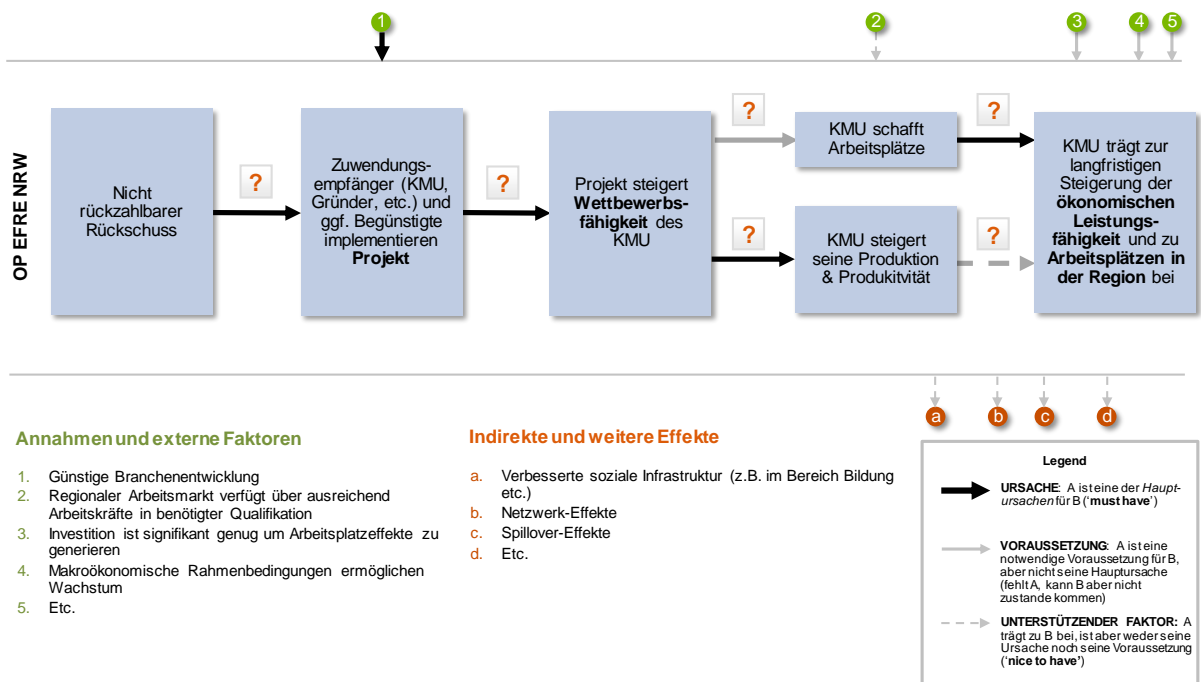 1
2
3
4
5
OP EFRE NRW
Nicht
rückzahlbarer
Rückschuss
?
Zuwendungs-
empfänger (KMU,
Gründer, etc.) und
ggf. Begünstigte
implementieren
Projekt
?
Projekt steigert
Wettbewerbs-
fähigkeit des
KMU
?
KMU schafft
Arbeitsplätze
?
?
KMU steigert
seine Produktion
& Produkitvität
?
KMU trägt zur
langfristigen
Steigerung der
ökonomischen
Leistungs-
fähigkeit und zu
Arbeitsplätzen in
der Region bei
a
b
c
d
Annahmen und externe Faktoren
1. Günstige Branchenentwicklung
2. Regionaler Arbeitsmarkt verfügt über ausreichend
Arbeitskräfte in benötigter Qualifikation
3. Investition ist signifikant genug um Arbeitsplatzeffekte zu
generieren
4. Makroökonomische Rahmenbedingungen ermöglichen
Wachstum
5. Etc.
Indirekte und weitere Effekte
a. Verbesserte soziale Infrastruktur (z.B. im Bereich Bildung
etc.)
b. Netzwerk-Effekte
c. Spillover-Effekte
d. Etc.
Legend
URSACHE: A ist eine der Haupt-
ursachen für B (‘must have’)
VORAUSSETZUNG: A ist eine
notwendige Voraussetzung für B,
aber nicht seine Hauptursache
(fehlt A, kann B aber nicht
zustande kommen)
UNTERSTÜTZENDER FAKTOR: A
trägt zu B bei, ist aber weder seine
Ursache noch seine Voraussetzung
(‘nice to have’)